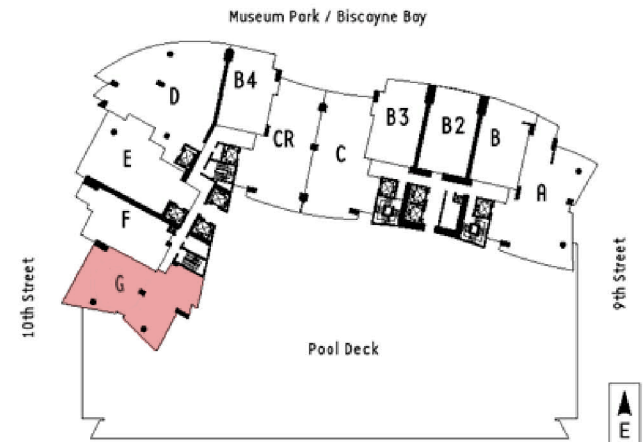 Museum Park / Biscayne Bay
D
B4
E
CR
C
B3
B2
B
A
F
G
10th Street
9th Street
Pool Deck
E